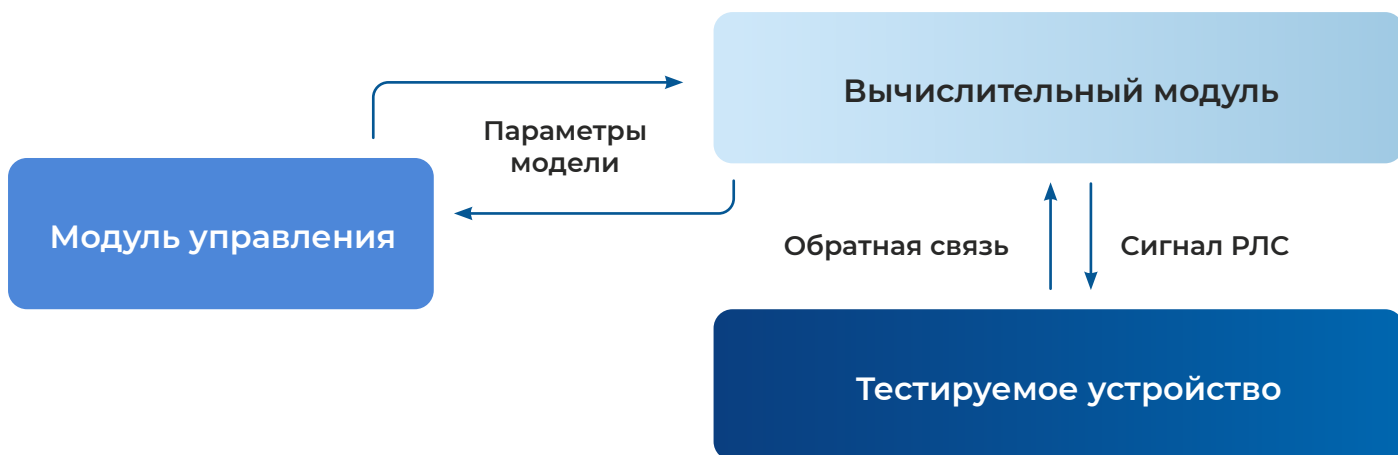 Вычислительный модуль
Параметры
модели
Модуль управления
Обратная связь
Сигнал РЛС
Тестируемое устройство